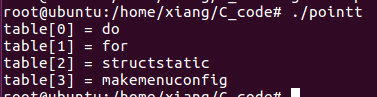 root@ubuntu:/home/xiang/C_code# ./pointt
table[0] = do
table[1] = for
table[2] = structstatic
table[3] = makemenuconfig
root@ubuntu:/home/xiang/C_code#